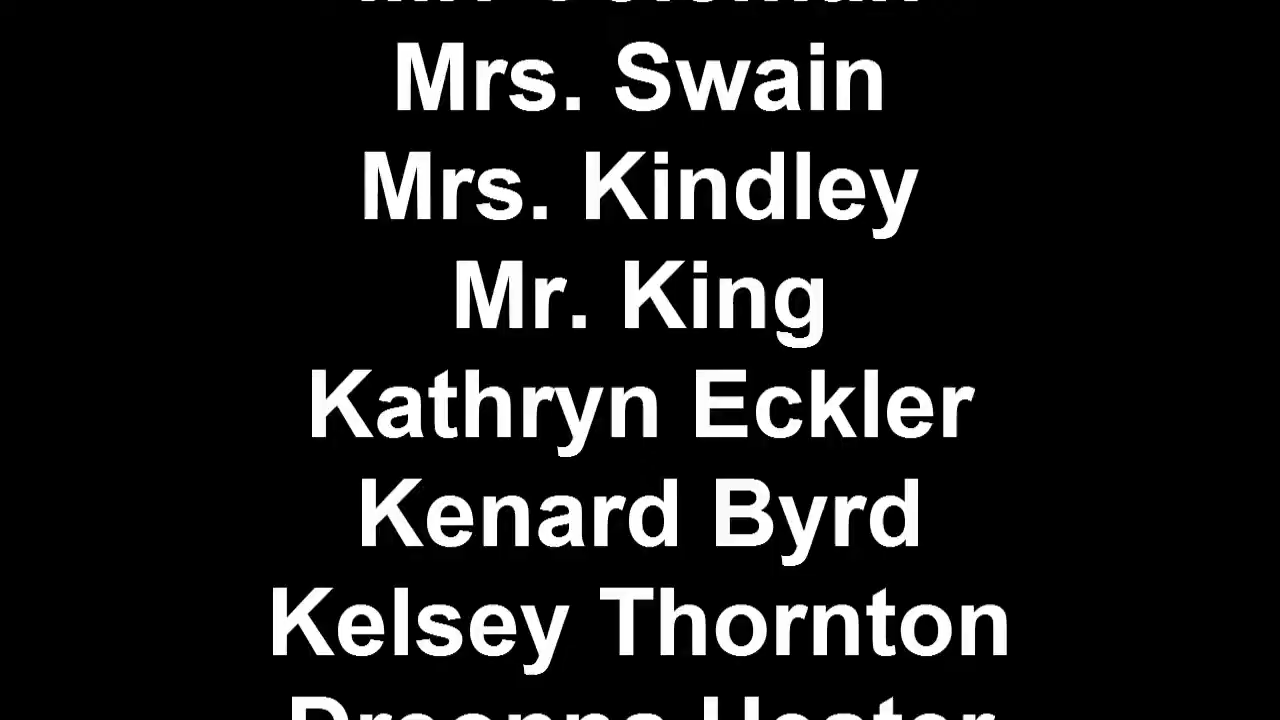 Mrs. Swain
Mrs. Kindley
Mr. King
Kathryn Eckler
Kenard Byrd
Kelsey Thornton